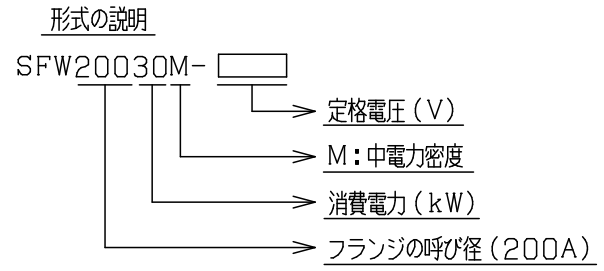 形式の説明
SFW20030M-
定格電圧(V)
M:中電力密度
消費電力(kW)
フランジの呼び径(200A)